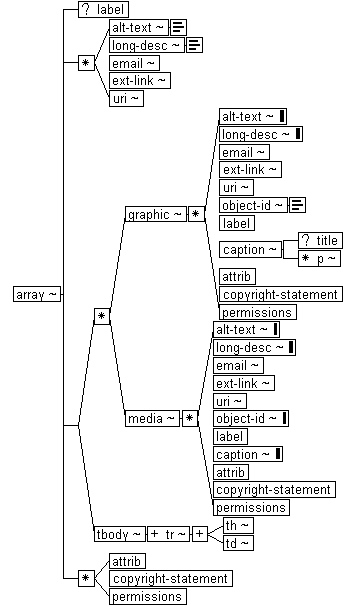 ? label
alt-text ~
long-desc ~
* email ~
ext-link ~
uri ~
alt-text ~
long-desc ~
email ~
ext-link ~
uri ~
graphic ~ * object-id ~
label
? title
caption ~
* p ~
attrib
copyright-statement
permissions
array ~
*
alt-text ~
long-desc ~
email ~
ext-link ~
uri ~
media ~ * object-id ~
label
caption ~
attrib
copyright-statement
permissions
th ~
tbody ~ + tr ~ +
td ~
attrib
* copyright-statement
permissions